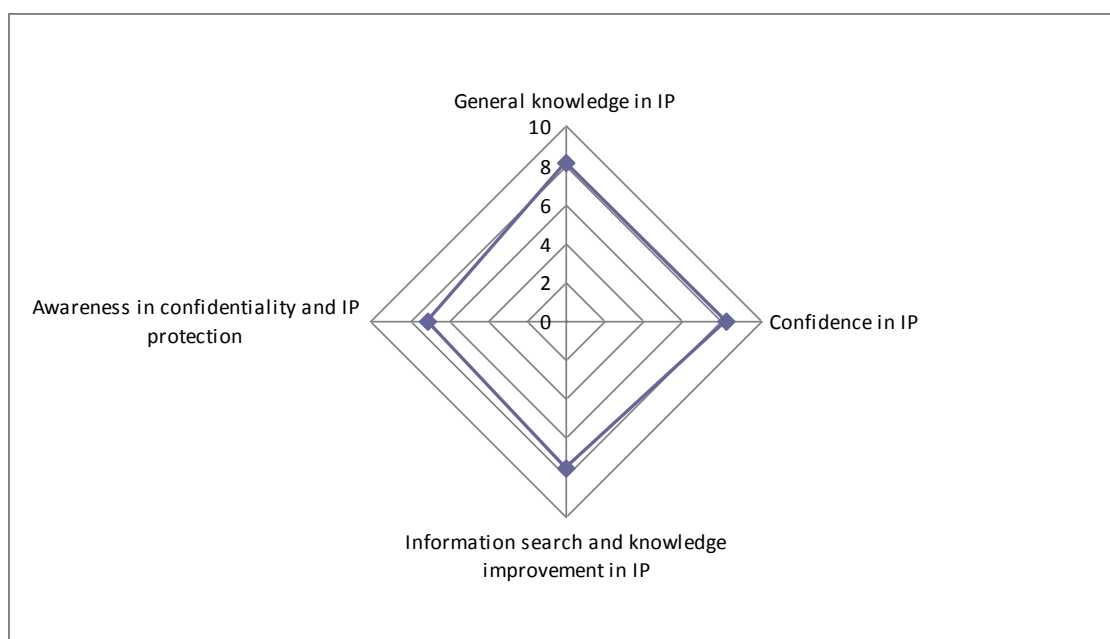 General knowledge in IP
10
8
6
4
2
0
Awareness in confidentiality and IP
protection
Confidence in IP
Information search and knowledge
improvement in IP